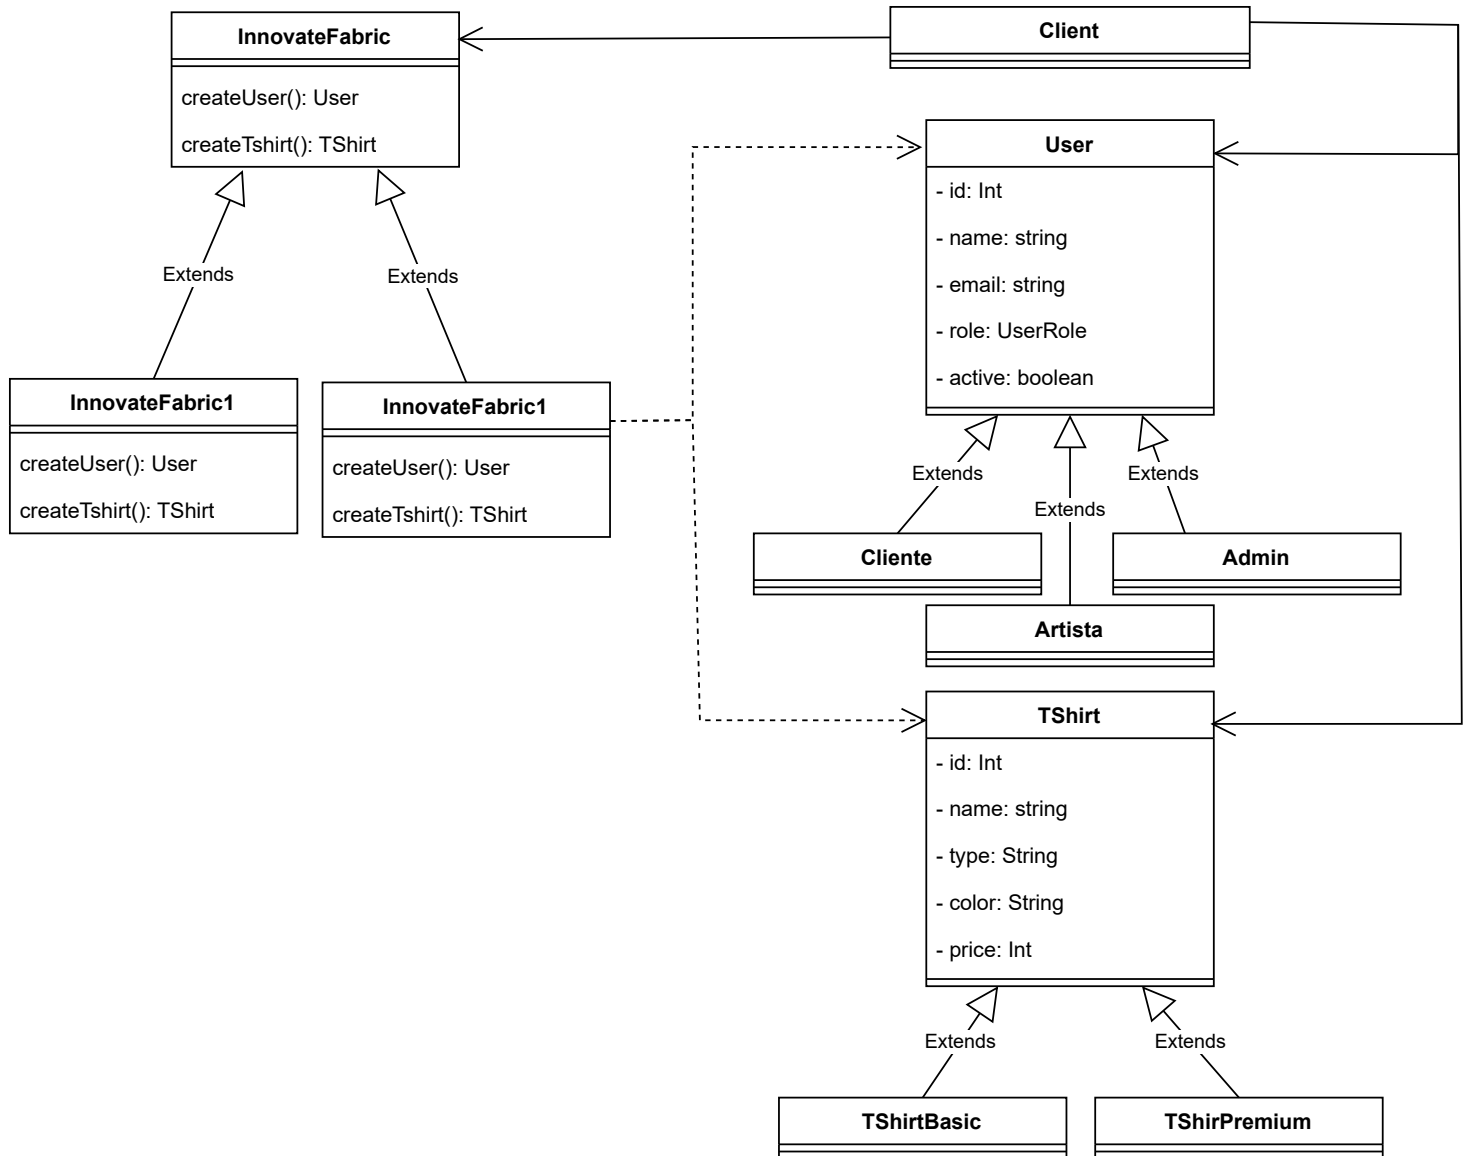 InnovateFabric
createUser(): User
createTshirt(): TShirt
Client
User
- id: Int
- name: string
- email: string
- role: UserRole
- active: boolean
Extends
Extends
InnovateFabric1
createUser(): User
createTshirt(): TShirt
InnovateFabric1
createUser(): User
createTshirt(): TShirt
Extends
Extends
Extends
Cliente
Admin
Artista
TShirt
- id: Int
- name: string
- type: String
- color: String
- price: Int
Extends
Extends
TShirtBasic
TShirPremium